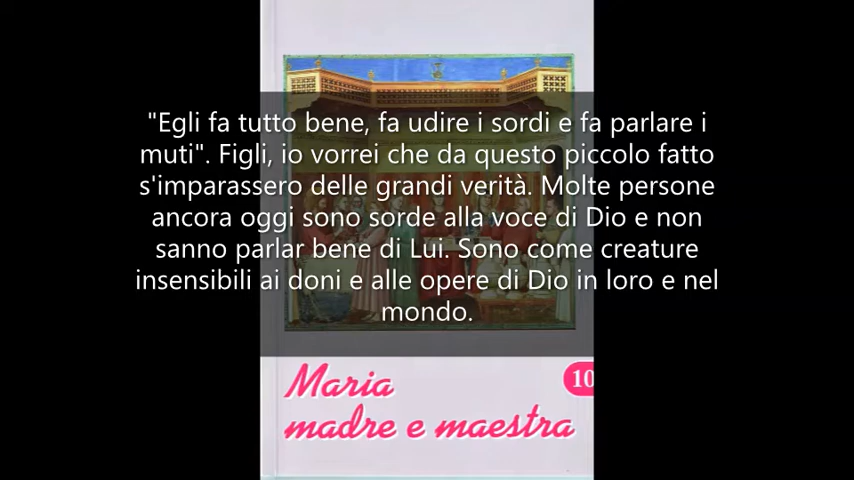 "Egli fa tutto bene, fa udire i sordi e fa parlare i
muti". Figli, io vorrei che da questo piccolo fatto
s'imparassero delle grandi verità. Molte persone
ancora oggi sono sorde alla voce di Dio e non
sanno parlar bene di Lui. Sono come creature
insensibili ai doni e alle opere di Dio in loro e nel
mondo.
Maria
10
madre e maestra